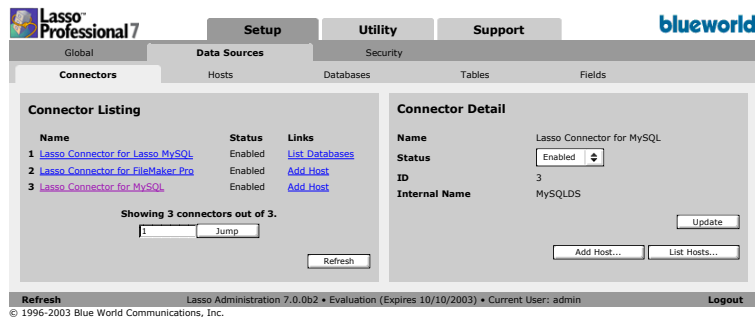 Lasso™
Professional 7
Setup Utility Support
blueworld
Global Data Sources Security
Connectors Hosts Databases Tables Fields
Connector Listing
Name Status Links
1 Lasso Connector for Lasso MySQL Enabled List Databases
2 Lasso Connector for FileMaker Pro Enabled Add Host
3 Lasso Connector for MySQL Enabled Add Host
Showing 3 connectors out of 3.
1 Jump
Refresh
Connector Detail
Name Lasso Connector for MySQL
Status Enabled
ID 3
Internal Name MySQLDS
Update
Add Host... List Hosts...
Refresh Lasso Administration 7.0.0b2 • Evaluation (Expires 10/10/2003) • Current User: admin Logout
© 1996-2003 Blue World Communications, Inc.